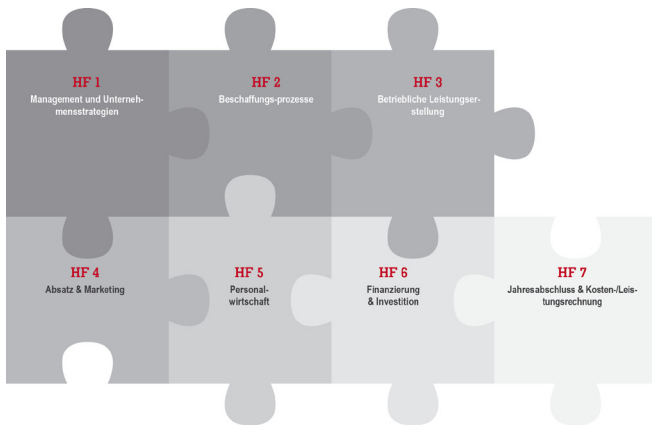 HF 1
Management und Unterneh-
mensstrategien
HF 2
Beschaffungs-prozesse
HF 3
Betriebliche Leistungser-
stellung
HF 4
Absatz & Marketing
HF 5
Personal-
wirtschaft
HF 6
Finanzierung
& Investition
HF 7
Jahresabschluss & Kosten-/Leis-
tungsrechnung